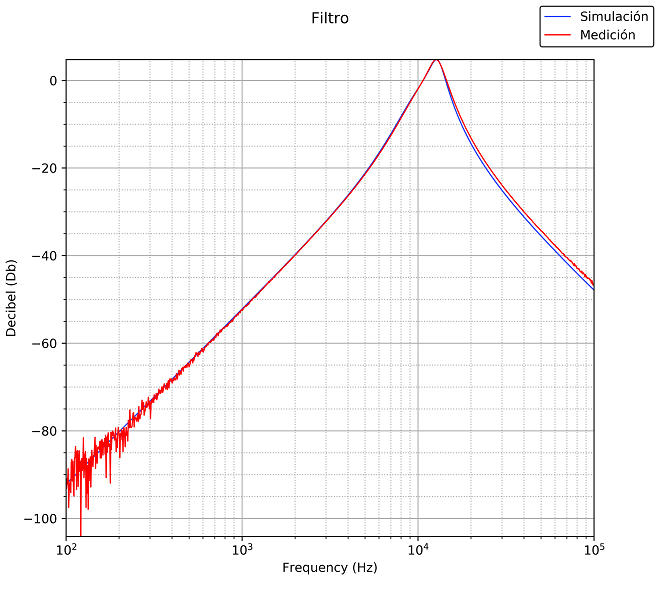 Filtro
Simulación
Medición
0
−20
−40
−60
−80
−100
Decibel (Db)
10² 10³ 10⁴ 10⁵
Frequency (Hz)